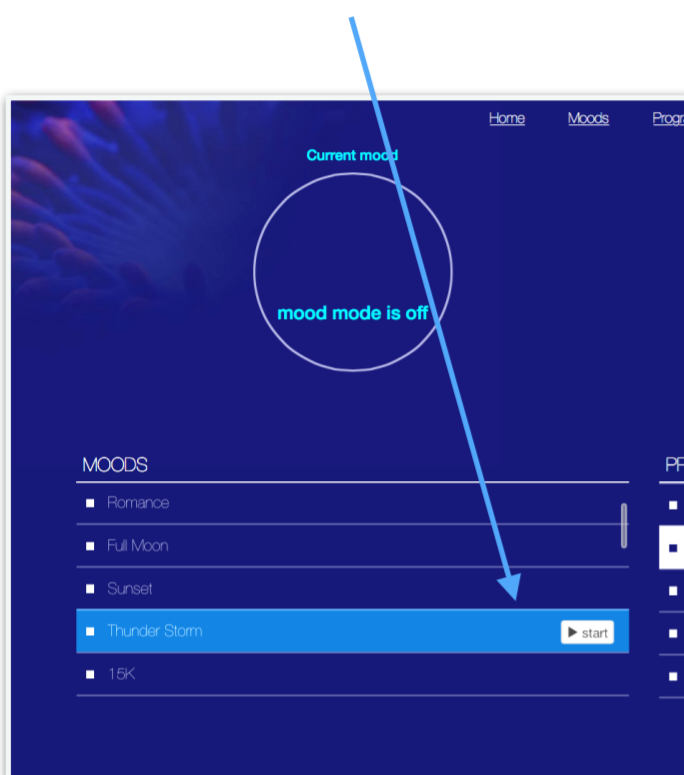 Home Moods
Current mood
mood mode is off
MOODS
Romance
Full Moon
Sunset
Thunder Storm
start
15K